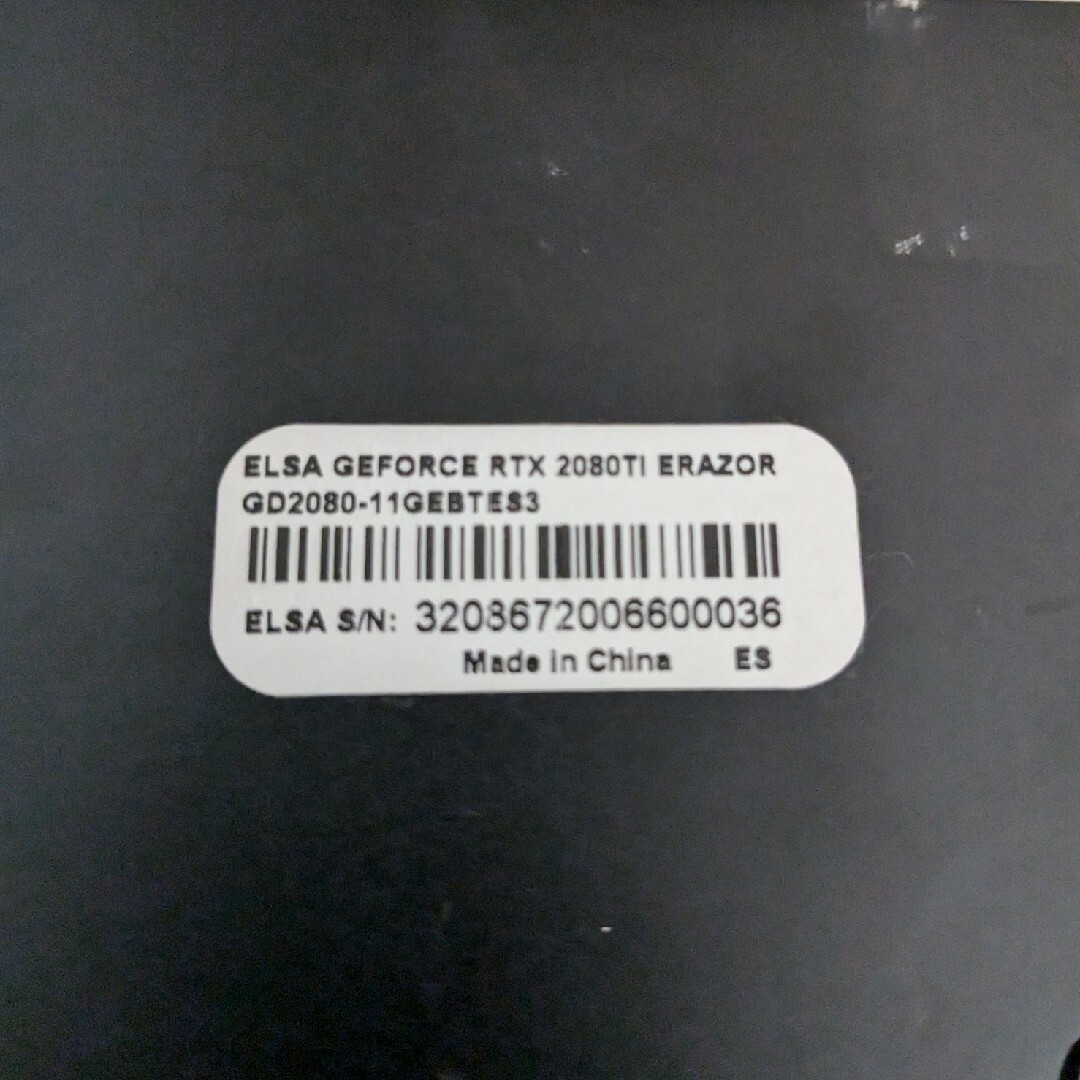 ELSA GEFORCE RTX 2080TI ERAZOR
GD2080-11GEBTES3
ELSA S/N: 3208672006600036
Made in China ES